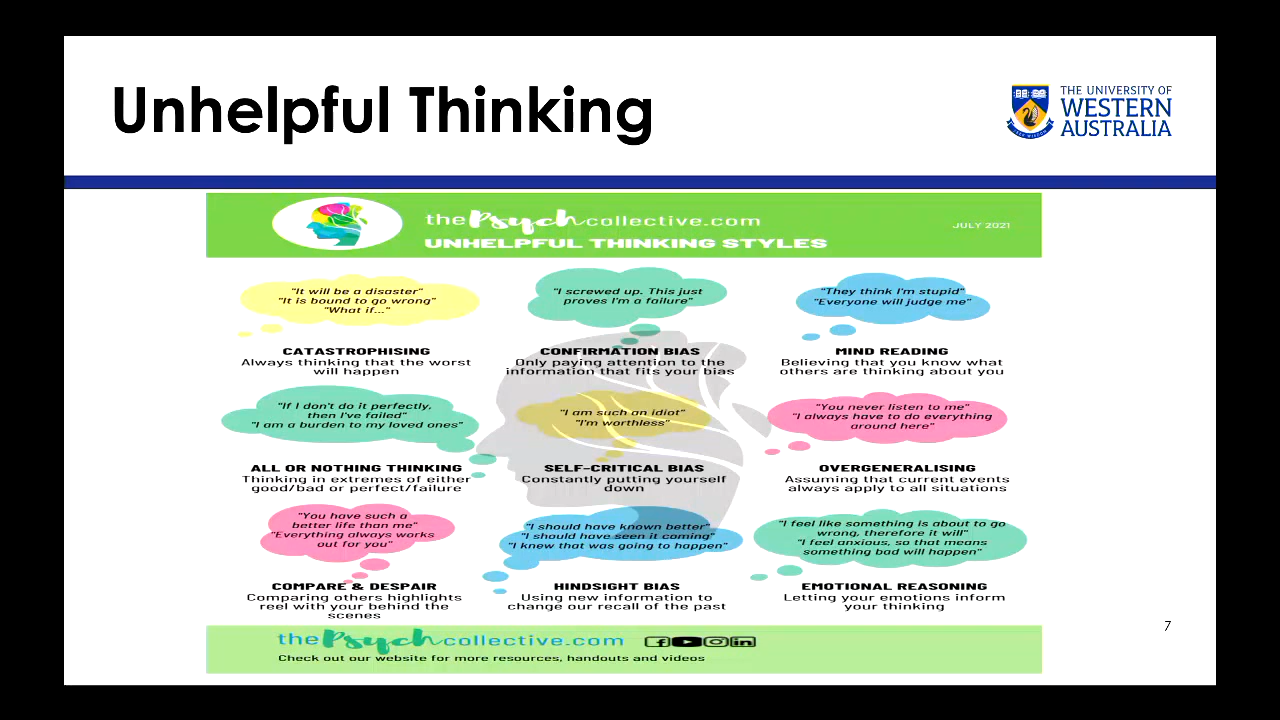 Unhelpful Thinking
THE UNIVERSITY OF
WESTERN
AUSTRALIA
thePsychcollective.com
JULY 2021
UNHELPFUL THINKING STYLES
"It will be a disaster"
"It is bound to go wrong"
"What if..."
CATASTROPHISING
Always thinking that the worst
will happen
"I screwed up. This just
proves I'm a failure"
CONFIRMATION BIAS
Only paying attention to the
information that fits your bias
"They think I'm stupid"
"Everyone will judge me"
MIND READING
Believing that you know what
others are thinking about you
"If I don't do it perfectly,
then I've failed"
"I am a burden to my loved ones"
ALL OR NOTHING THINKING
Thinking in extremes of either
good/bad or perfect/failure
"I am such an idiot"
"I'm worthless"
SELF-CRITICAL BIAS
Constantly putting yourself
down
"You never listen to me"
"I always have to do everything
around here"
OVERGENERALISING
Assuming that current events
always apply to all situations
"You have such a
better life than me"
"Everything always works
out for you"
COMPARE & DESPAIR
Comparing others highlights
reel with your behind the
scenes
"I should have known better"
"I should have seen it coming"
"I knew that was going to happen"
HINDSIGHT BIAS
Using new information to
change our recall of the past
"I feel like something is about to go
wrong, therefore it will"
"I feel anxious, so that means
something bad will happen"
EMOTIONAL REASONING
Letting your emotions inform
your thinking
7
thePsychcollective.com
Check out our website for more resources, handouts and videos